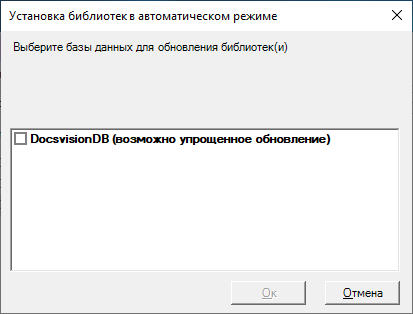 Установка библиотек в автоматическом режиме
Выберите базы данных для обновления библиотек(и)
DocsvisionDB (возможно упрощенное обновление)
Ок
Отмена